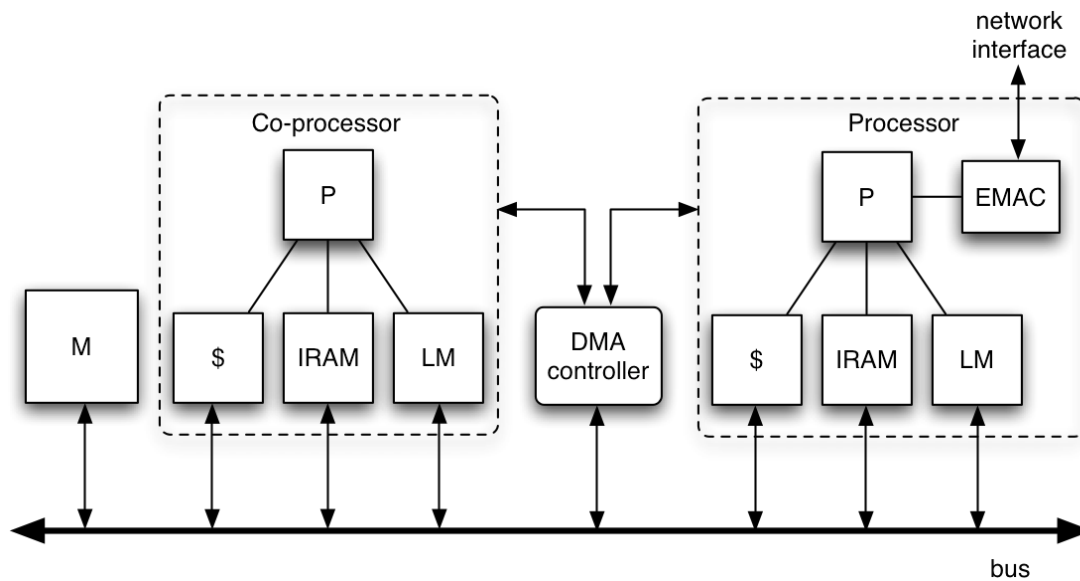 network
interface
Co-processor
Processor
P
P
EMAC
M
$
IRAM
LM
DMA
controller
$
IRAM
LM
bus